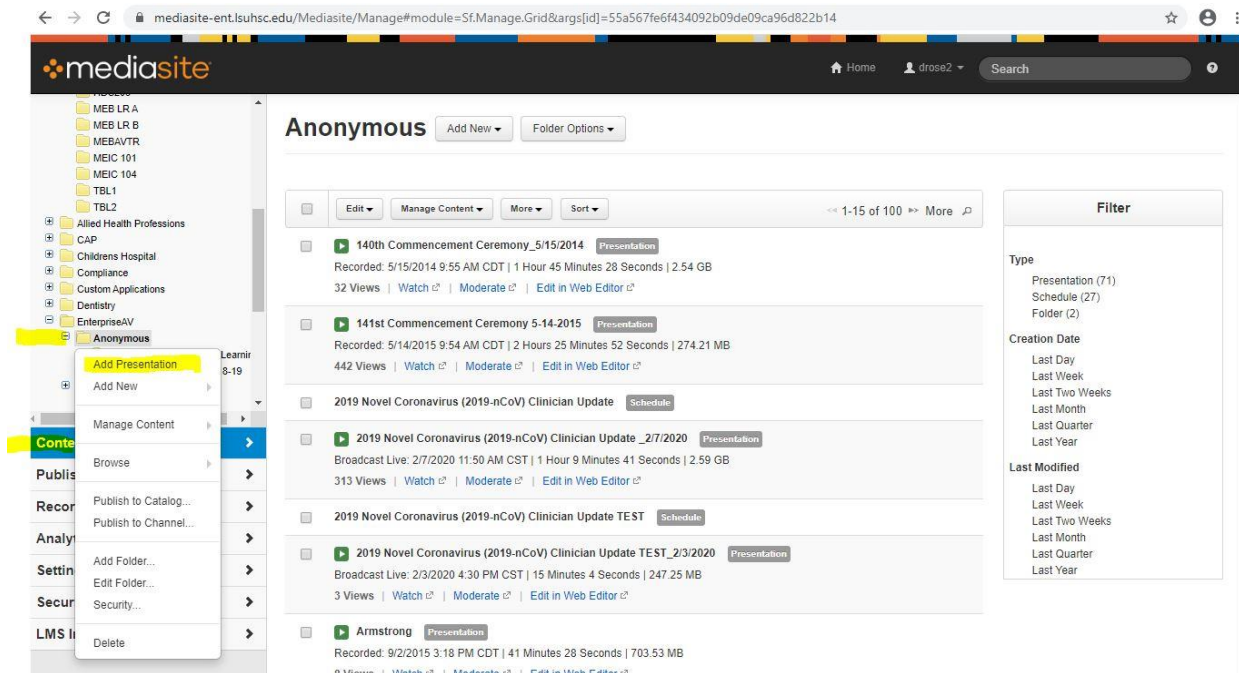 mediasite-ent.lsuhsc.edu/Mediasite/Manage#module=Sf.Manage.Grid&args[id]=55a567fe6f434092b09de09ca96d822b14
mediasite
Home
drose2
Search
MEB LR A
MEB LR B
MEBAVTR
MEIC 101
MEIC 104
TBL1
TBL2
Allied Health Professions
CAP
Childrens Hospital
Compliance
Custom Applications
Dentistry
EnterpriseAV
Anonymous
Learnin
8-19
Add Presentation
Add New
Manage Content
Browse
Publish to Catalog...
Publish to Channel...
Add Folder...
Edit Folder...
Security...
Delete
Conte
Publis
Recor
Analyt
Settin
Secur
LMS I
Anonymous Add New Folder Options
Edit Manage Content More Sort 1-15 of 100 More
140th Commencement Ceremony_5/15/2014 Presentation
Recorded: 5/15/2014 9:55 AM CDT | 1 Hour 45 Minutes 28 Seconds | 2.54 GB
32 Views | Watch | Moderate | Edit in Web Editor
141st Commencement Ceremony 5-14-2015 Presentation
Recorded: 5/14/2015 9:54 AM CDT | 2 Hours 25 Minutes 52 Seconds | 274.21 MB
442 Views | Watch | Moderate | Edit in Web Editor
2019 Novel Coronavirus (2019-nCoV) Clinician Update Schedule
2019 Novel Coronavirus (2019-nCoV) Clinician Update _2/7/2020 Presentation
Broadcast Live: 2/7/2020 11:50 AM CST | 1 Hour 9 Minutes 41 Seconds | 2.59 GB
313 Views | Watch | Moderate | Edit in Web Editor
2019 Novel Coronavirus (2019-nCoV) Clinician Update TEST Schedule
2019 Novel Coronavirus (2019-nCoV) Clinician Update TEST_2/3/2020 Presentation
Broadcast Live: 2/3/2020 4:30 PM CST | 15 Minutes 4 Seconds | 247.25 MB
3 Views | Watch | Moderate | Edit in Web Editor
Armstrong Presentation
Recorded: 9/2/2015 3:18 PM CDT | 41 Minutes 28 Seconds | 703.53 MB
Views | Watch | Moderate | Edit in Web Editor
Filter
Type
Presentation (71)
Schedule (27)
Folder (2)
Creation Date
Last Day
Last Week
Last Two Weeks
Last Month
Last Quarter
Last Year
Last Modified
Last Day
Last Week
Last Two Weeks
Last Month
Last Quarter
Last Year